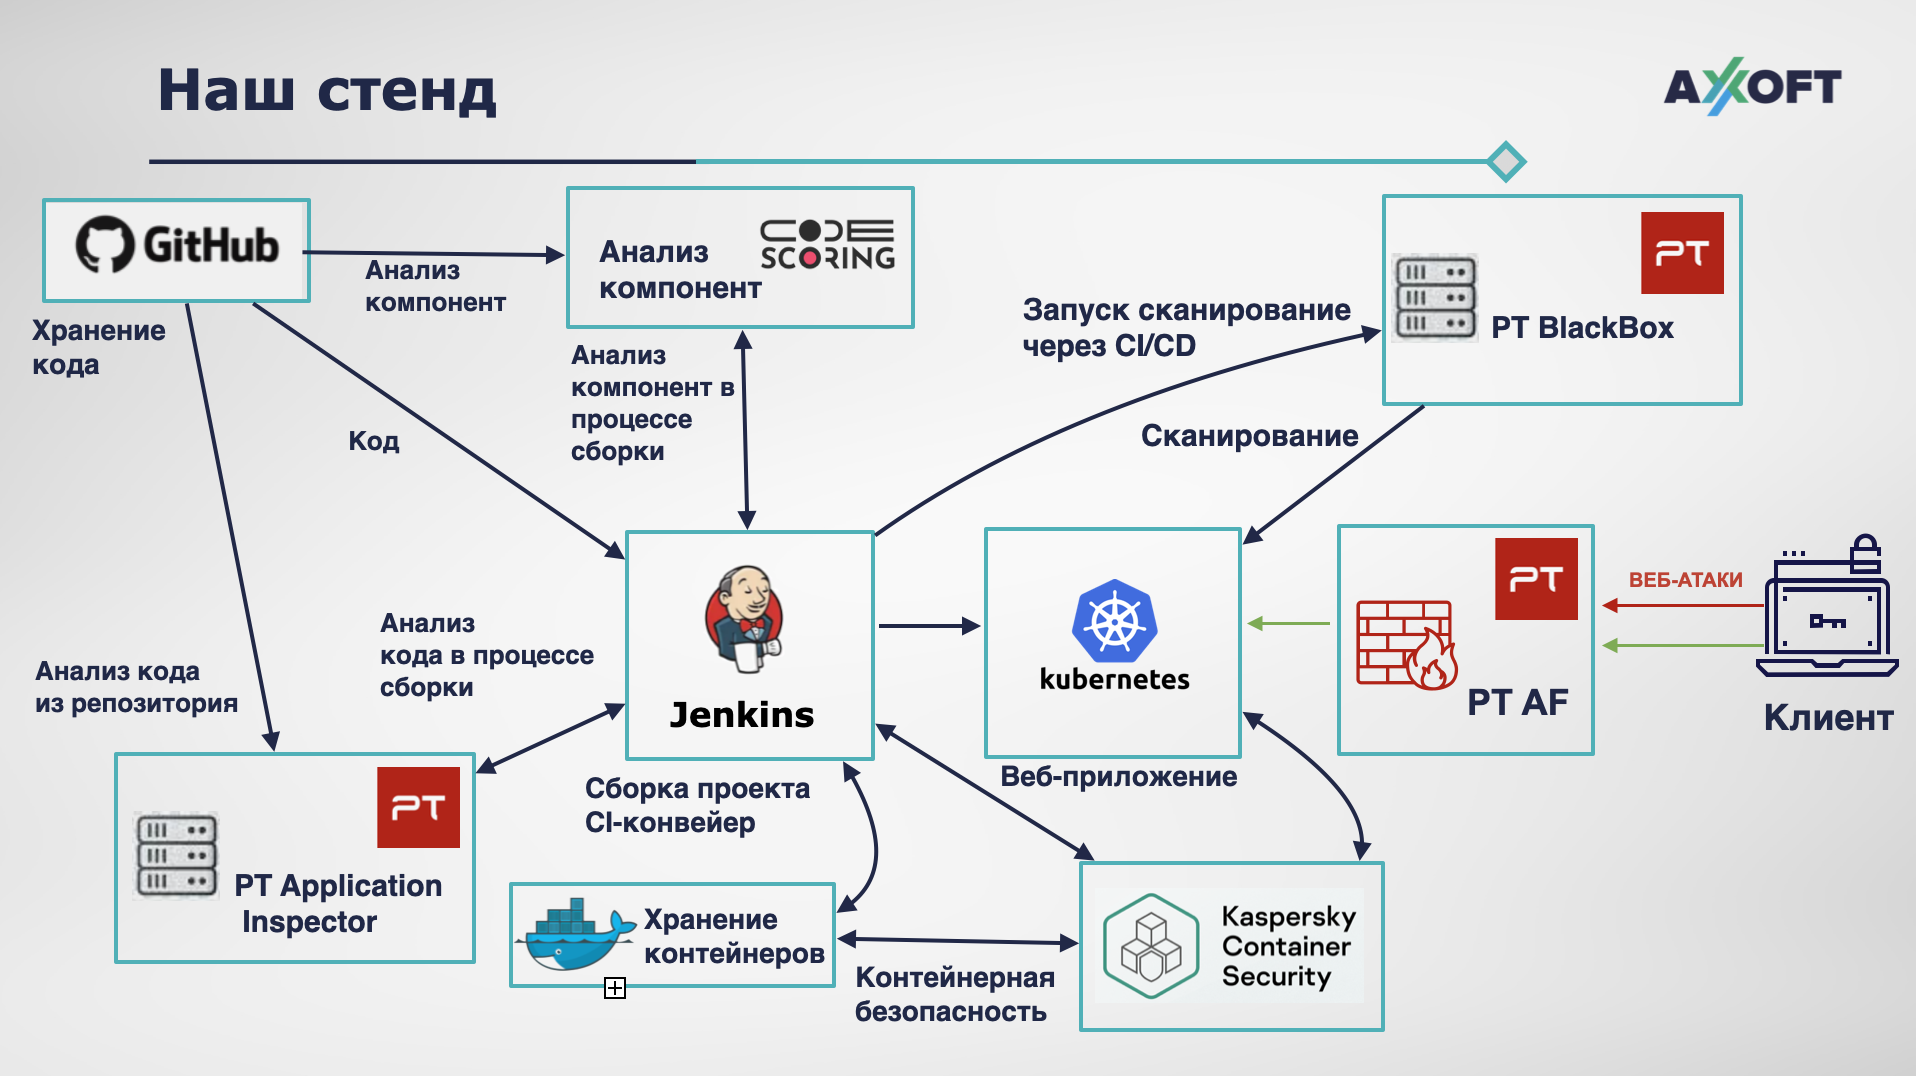 Наш стенд
AXOFT
GitHub
Анализ
компонент
CODE
SCORING
Анализ
компонент
PT
PT BlackBox
Хранение
кода
Анализ
компонент в
процессе
сборки
Запуск сканирование
через CI/CD
Код
Сканирование
Анализ
кода в процессе
сборки
Анализ кода
из репозитория
Jenkins
kubernetes
PT
PT AF
ВЕБ-АТАКИ
Клиент
PT
PT Application
Inspector
Сборка проекта
CI-конвейер
Веб-приложение
Хранение
контейнеров
Контейнерная
безопасность
Kaspersky
Container
Security